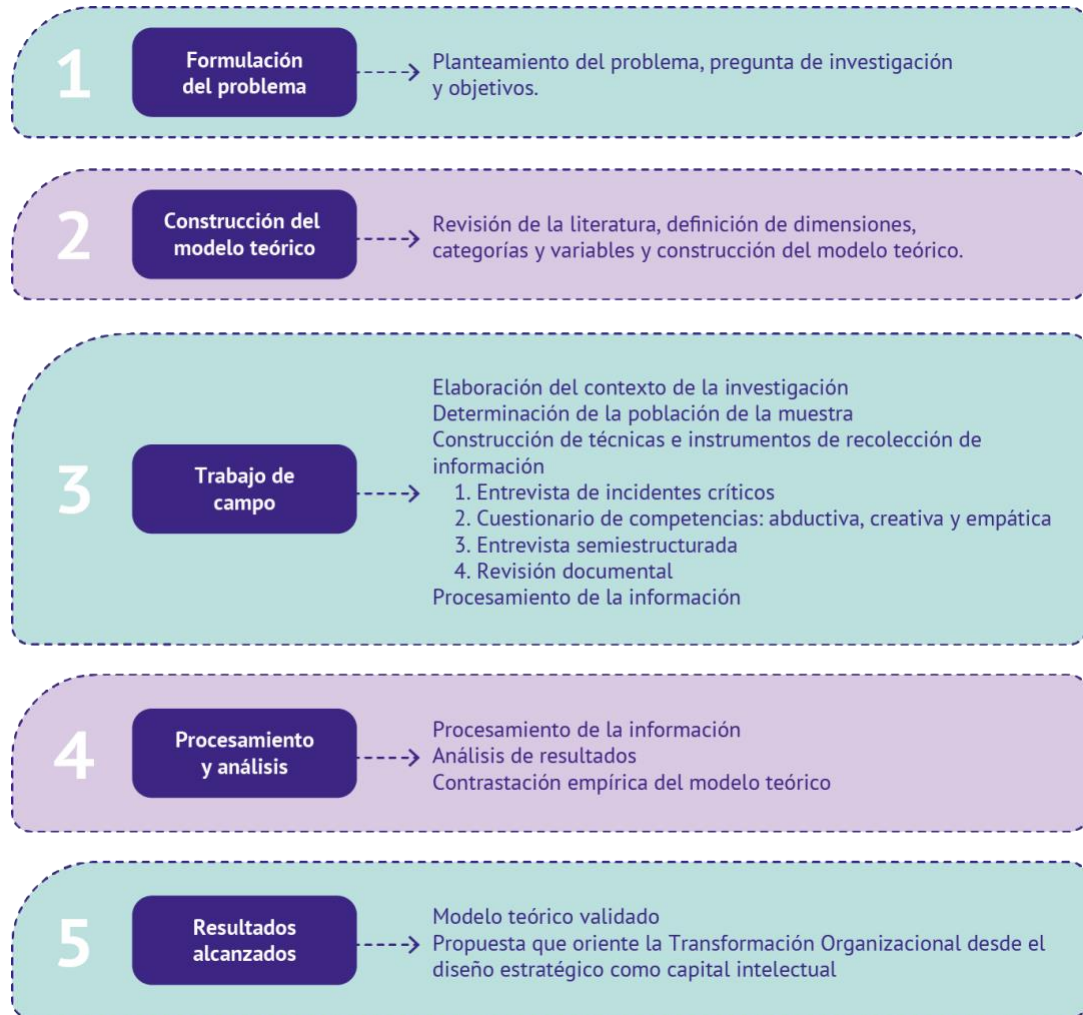 1
Formulación
del problema
Planteamiento del problema, pregunta de investigación
y objetivos.
2
Construcción del
modelo teórico
Revisión de la literatura, definición de dimensiones,
categorías y variables y construcción del modelo teórico.
3
Trabajo de
campo
Elaboración del contexto de la investigación
Determinación de la población de la muestra
Construcción de técnicas e instrumentos de recolección de
información
1. Entrevista de incidentes críticos
2. Cuestionario de competencias: abductiva, creativa y empática
3. Entrevista semiestructurada
4. Revisión documental
Procesamiento de la información
4
Procesamiento
y análisis
Procesamiento de la información
Análisis de resultados
Contrastación empírica del modelo teórico
5
Resultados
alcanzados
Modelo teórico validado
Propuesta que oriente la Transformación Organizacional desde el
diseño estratégico como capital intelectual